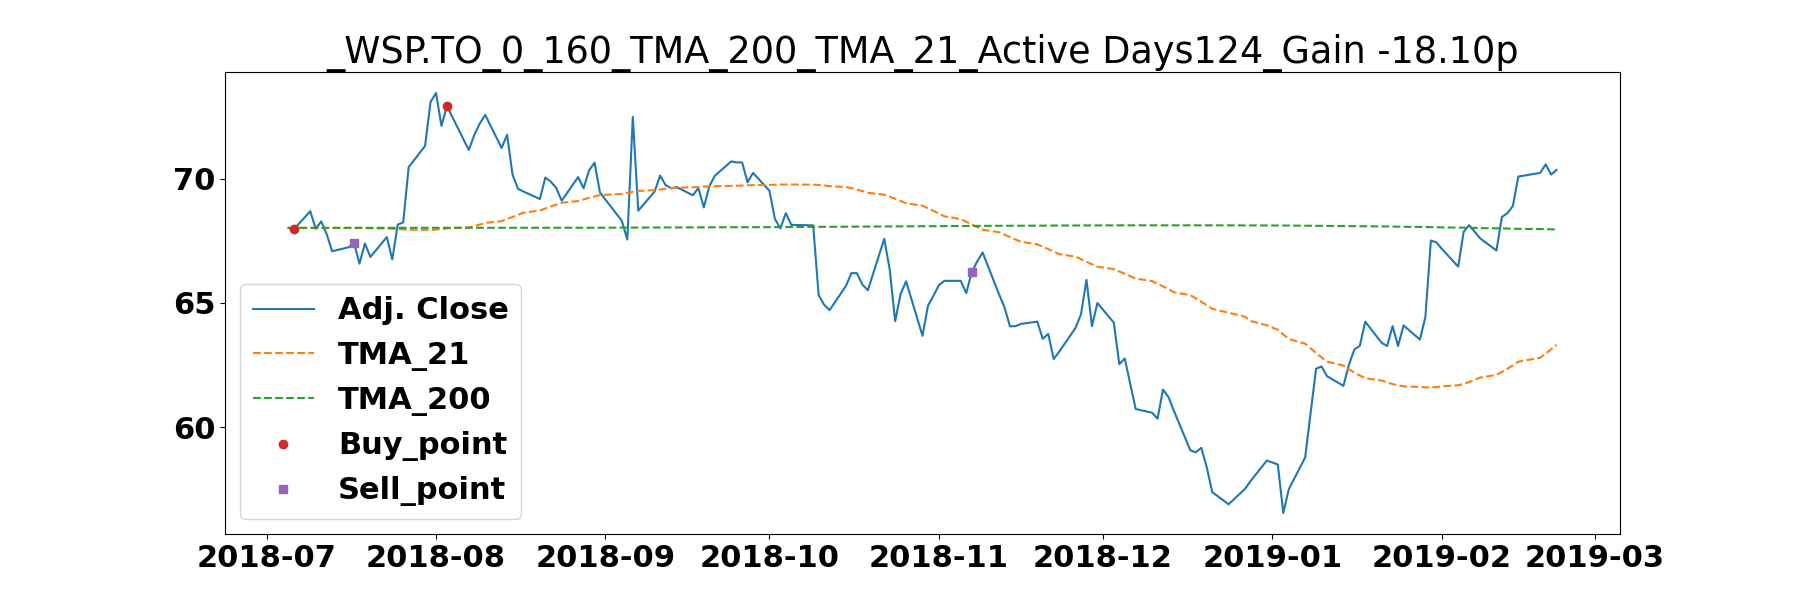 _WSP.TO_0_160_TMA_200_TMA_21_Active Days124_Gain -18.10p
70
65
60
Adj. Close
TMA_21
TMA_200
Buy_point
Sell_point
2018-07 2018-08 2018-09 2018-10 2018-11 2018-12 2019-01 2019-02 2019-03